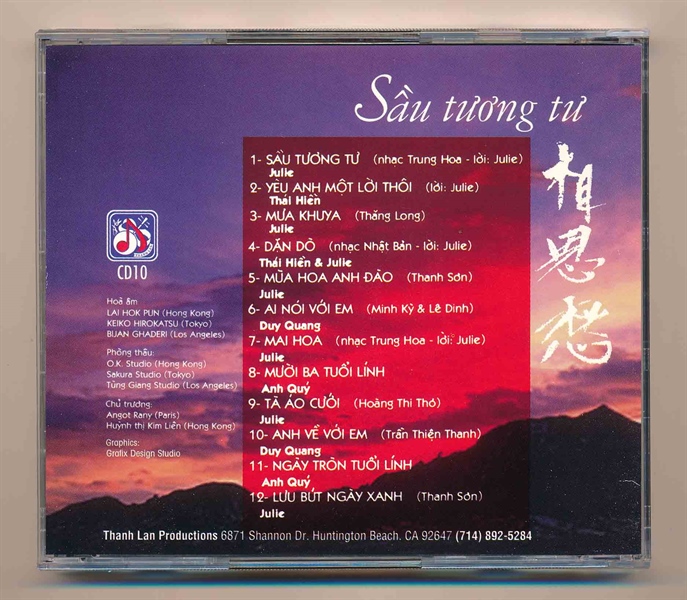 Sầu tương tư
相思愁
1- SẦU TƯƠNG TƯ (nhạc Trung Hoa - lời: Julie)
Julie
2- YÊU ANH MỘT LỜI THÔI (lời: Julie)
Thái Hiền
3- MƯA KHUYA (Thăng Long)
Julie
4- DẶN DÒ (nhạc Nhật Bản - lời: Julie)
Thái Hiền & Julie
5- MÙA HOA ANH ĐÀO (Thanh Sơn)
Julie
6- AI NÓI VỚI EM (Minh Kỳ & Lê Dinh)
Duy Quang
7- MAI HOA (nhạc Trung Hoa - lời: Julie)
Julie
8- MƯỜI BA TUỔI LÍNH
Anh Quý
9- TÀ ÁO CƯỚI (Hoàng Thi Thơ)
Julie
10- ANH VỀ VỚI EM (Trần Thiện Thanh)
Duy Quang
11- NGÀY TRÒN TUỔI LÍNH
Anh Quý
12- LƯU BÚT NGÀY XANH (Thanh Sơn)
Julie
CD10
Hoà âm
LAI HOK PUN (Hong Kong)
KEIKO HIROKATSU (Tokyo)
BIJAN GHADERI (Los Angeles)
Phòng thâu:
O.K. Studio (Hong Kong)
Sakura Studio (Tokyo)
Tùng Giang Studio (Los Angeles)
Chủ trương:
Angot Rany (Paris)
Huỳnh thị Kim Liên (Hong Kong)
Graphics:
Grafix Design Studio
Thanh Lan Productions 6871 Shannon Dr. Huntington Beach. CA 92647 (714) 892-5284